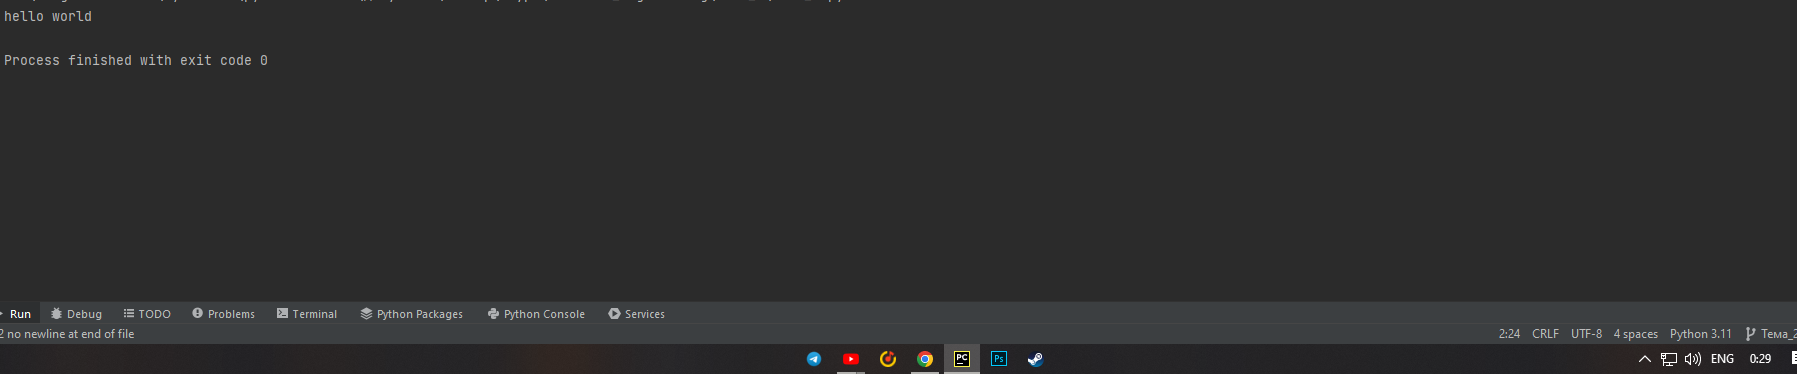 hello world
Process finished with exit code 0
Run Debug TODO Problems Terminal Python Packages Python Console Services
2 no newline at end of file 2:24 CRLF UTF-8 4 spaces Python 3.11 Тема_2
PC Ps ENG 0:29